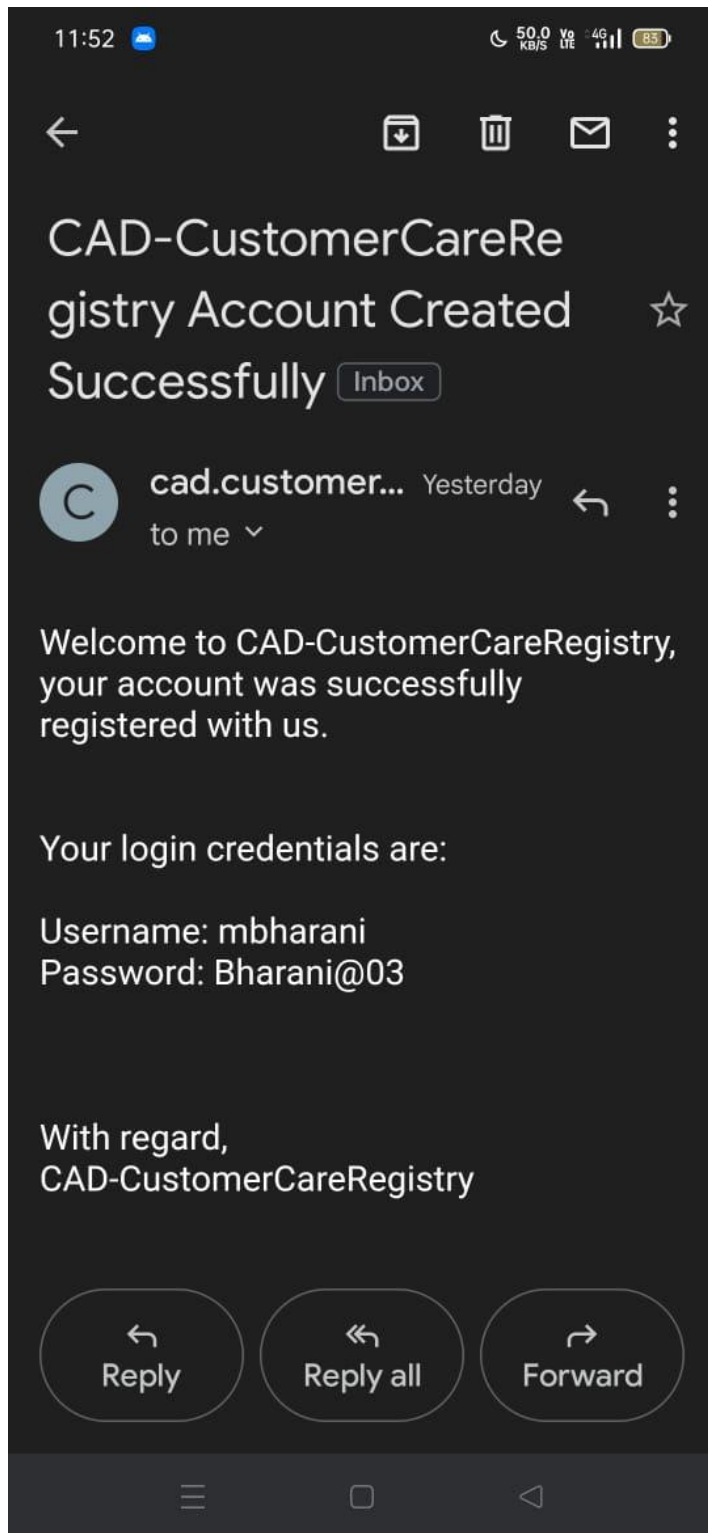 11:52 50.0 KB/S Vo LTE 4G 83
CAD-CustomerCareRe
gistry Account Created
Successfully Inbox
C cad.customer... Yesterday
to me
Welcome to CAD-CustomerCareRegistry,
your account was successfully
registered with us.
Your login credentials are:
Username: mbharani
Password: Bharani@03
With regard,
CAD-CustomerCareRegistry
Reply Reply all Forward